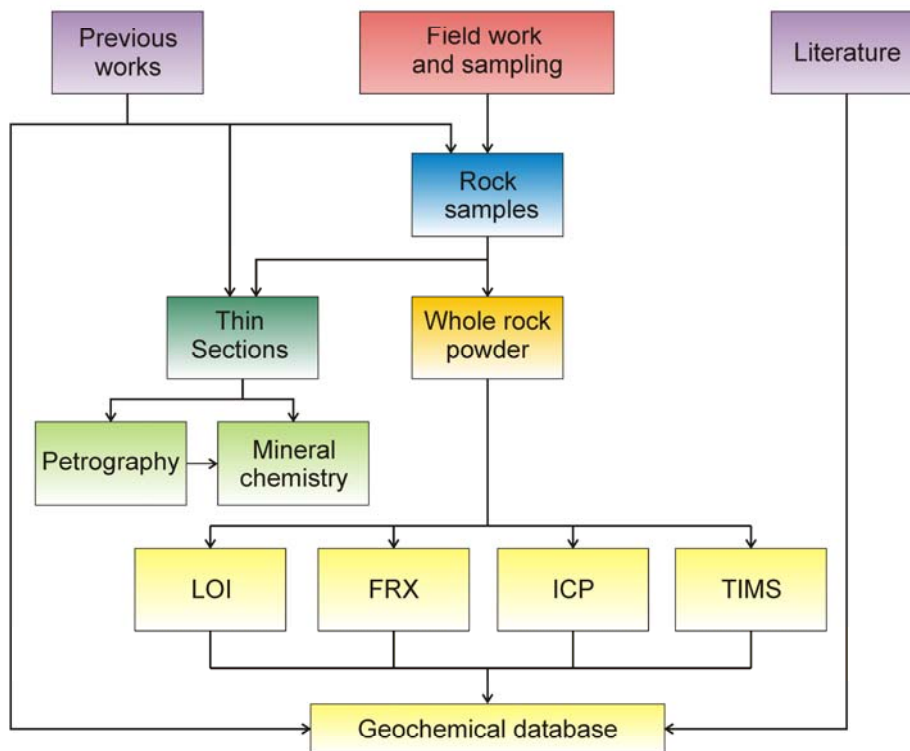 Previous
works
Field work
and sampling
Literature
Rock
samples
Thin
Sections
Whole rock
powder
Petrography
Mineral
chemistry
LOI
FRX
ICP
TIMS
Geochemical database